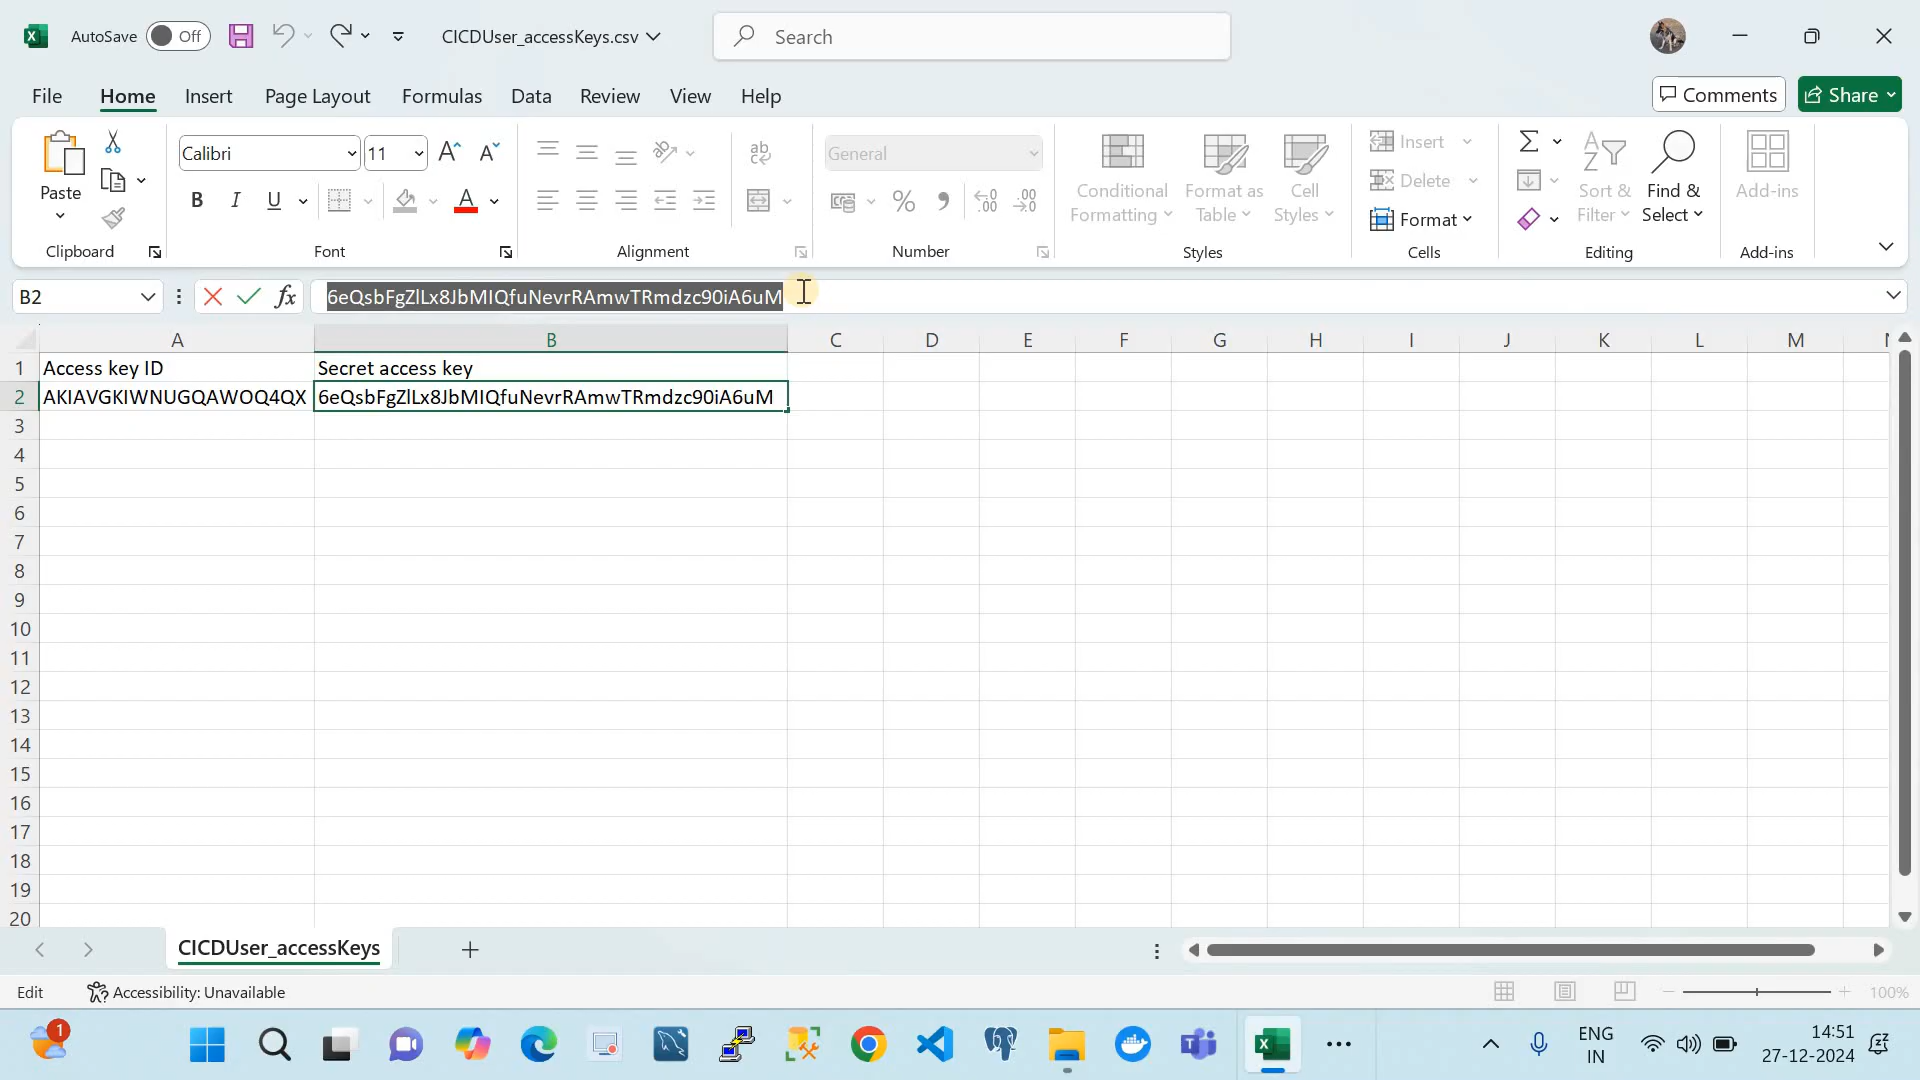 AutoSave Off CICDUser_accessKeys.csv Search
File Home Insert Page Layout Formulas Data Review View Help Comments Share
Paste
Clipboard
Calibri 11
B I U A
Font
ab
Alignment
General
% .00
Number
Conditional Formatting
Format as Table
Cell Styles
Styles
Insert
Delete
Format
Cells
Sort & Filter
Find & Select
Editing
Add-ins
Add-ins
B2 fx 6eQsbFgZlLx8JbMIQfuNevrRAmwTRmdzc90iA6uM
A B C D E F G H I J K L M
1 Access key ID Secret access key
2 AKIAVGKIWNUGQAWOQ4QX 6eQsbFgZlLx8JbMIQfuNevrRAmwTRmdzc90iA6uM
3
4
5
6
7
8
9
10
11
12
13
14
15
16
17
18
19
20
CICDUser_accessKeys
Edit Accessibility: Unavailable 100%
1
ENG
IN
14:51
27-12-2024